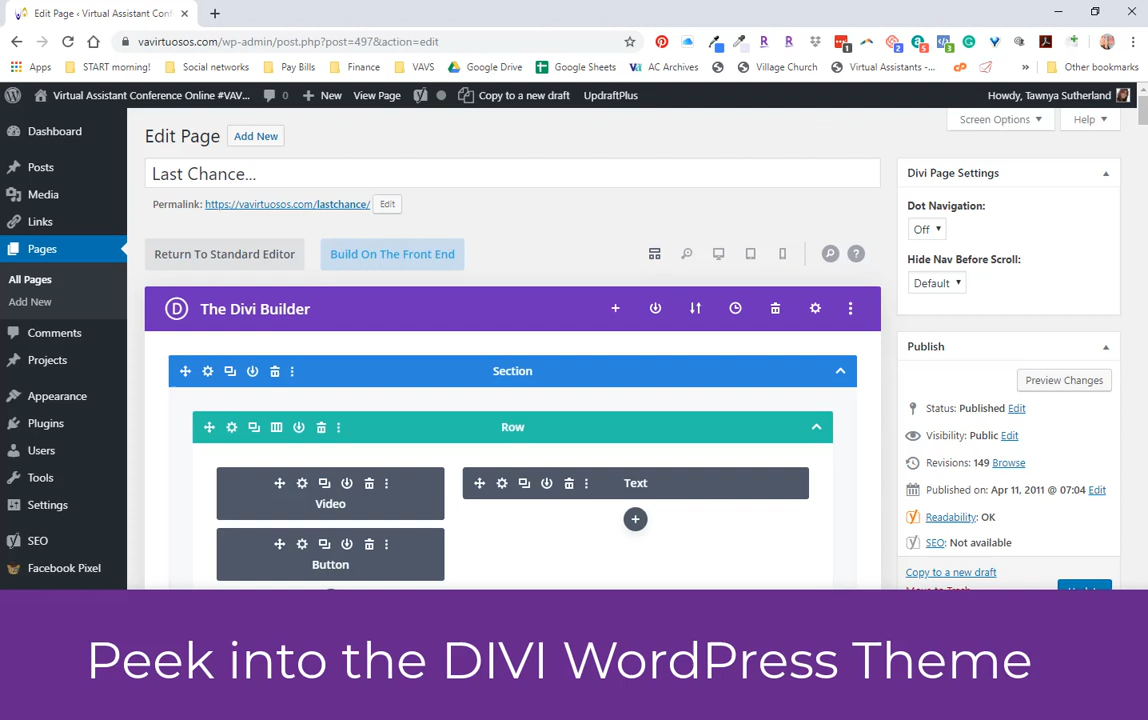 Edit Page ‹ Virtual Assistant Conf
vavirtuosos.com/wp-admin/post.php?post=497&action=edit
Apps START morning! Social networks Pay Bills Finance VAVS Google Drive Google Sheets AC Archives Village Church Virtual Assistants -... » Other bookmarks
Virtual Assistant Conference Online #VAV... 0 + New View Page Copy to a new draft UpdraftPlus Howdy, Tawnya Sutherland
Screen Options Help
Dashboard
Posts
Media
Links
Pages
All Pages
Add New
Comments
Projects
Appearance
Plugins
Users
Tools
Settings
SEO
Facebook Pixel
Edit Page Add New
Last Chance...
Permalink: https://vavirtuosos.com/lastchance/ Edit
Return To Standard Editor Build On The Front End
The Divi Builder
Section
Row
Video
Text
Button
Divi Page Settings
Dot Navigation:
Off
Hide Nav Before Scroll:
Default
Publish
Preview Changes
Status: Published Edit
Visibility: Public Edit
Revisions: 149 Browse
Published on: Apr 11, 2011 @ 07:04 Edit
Readability: OK
SEO: Not available
Copy to a new draft
Peek into the DIVI WordPress Theme